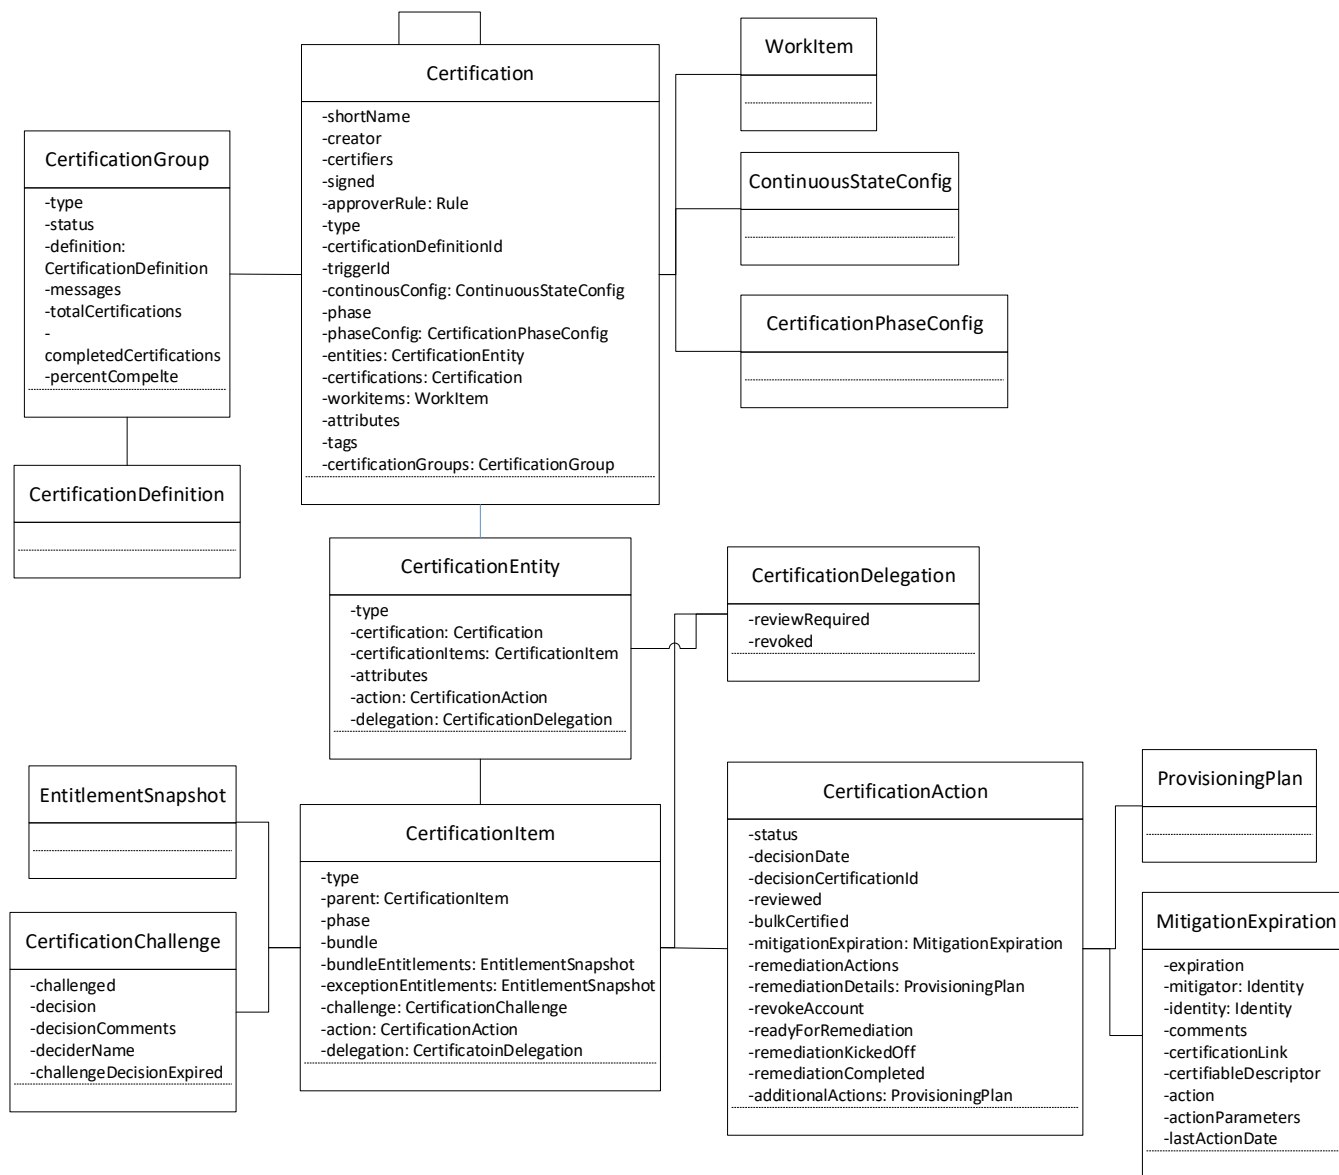 Certification
-shortName
-creator
-certifiers
-signed
-approverRule: Rule
-type
-certificationDefinitionId
-triggerId
-continousConfig: ContinuousStateConfig
-phase
-phaseConfig: CertificationPhaseConfig
-entities: CertificationEntity
-certifications: Certification
-workitems: WorkItem
-attributes
-tags
-certificationGroups: CertificationGroup
WorkItem
ContinuousStateConfig
CertificationPhaseConfig
CertificationGroup
-type
-status
-definition:
CertificationDefinition
-messages
-totalCertifications
-
completedCertifications
-percentCompelte
CertificationDefinition
CertificationEntity
-type
-certification: Certification
-certificationItems: CertificationItem
-attributes
-action: CertificationAction
-delegation: CertificationDelegation
CertificationDelegation
-reviewRequired
-revoked
EntitlementSnapshot
CertificationChallenge
-challenged
-decision
-decisionComments
-deciderName
-challengeDecisionExpired
CertificationItem
-type
-parent: CertificationItem
-phase
-bundle
-bundleEntitlements: EntitlementSnapshot
-exceptionEntitlements: EntitlementSnapshot
-challenge: CertificationChallenge
-action: CertificationAction
-delegation: CertificatoinDelegation
CertificationAction
-status
-decisionDate
-decisionCertificationId
-reviewed
-bulkCertified
-mitigationExpiration: MitigationExpiration
-remediationActions
-remediationDetails: ProvisioningPlan
-revokeAccount
-readyForRemediation
-remediationKickedOff
-remediationCompleted
-additionalActions: ProvisioningPlan
ProvisioningPlan
MitigationExpiration
-expiration
-mitigator: Identity
-identity: Identity
-comments
-certificationLink
-certifiableDescriptor
-action
-actionParameters
-lastActionDate